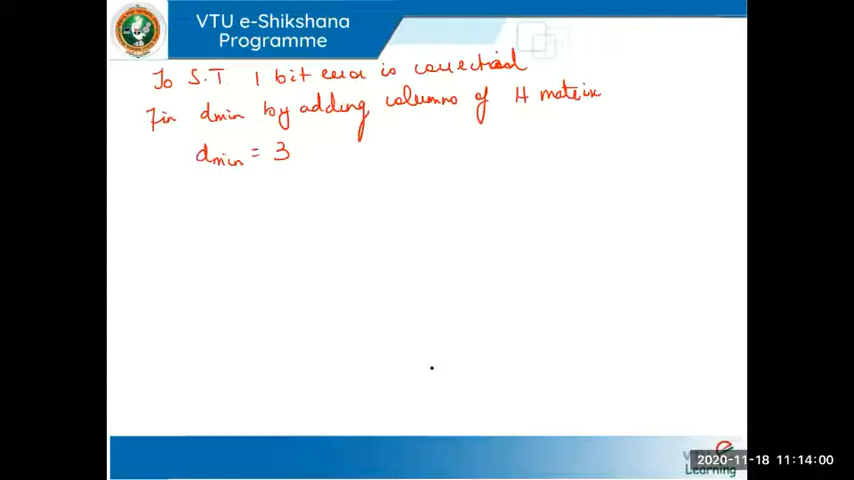 VTU e-Shikshana
Programme
To S.T. 1 bit error is corrected
Fin dmin by adding columns of H matrix
dmin = 3
e
Learning
2020-11-18 11:14:00